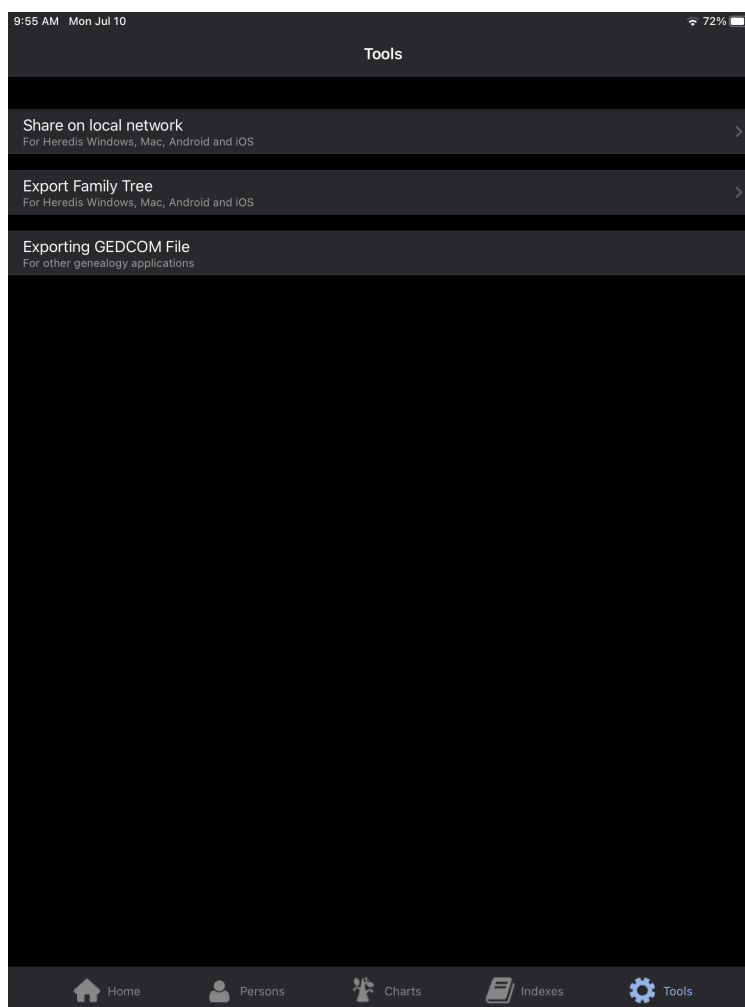 9:55 AM Mon Jul 10 72%
Tools
Share on local network
For Heredis Windows, Mac, Android and iOS
Export Family Tree
For Heredis Windows, Mac, Android and iOS
Exporting GEDCOM File
For other genealogy applications
Home Persons Charts Indexes Tools